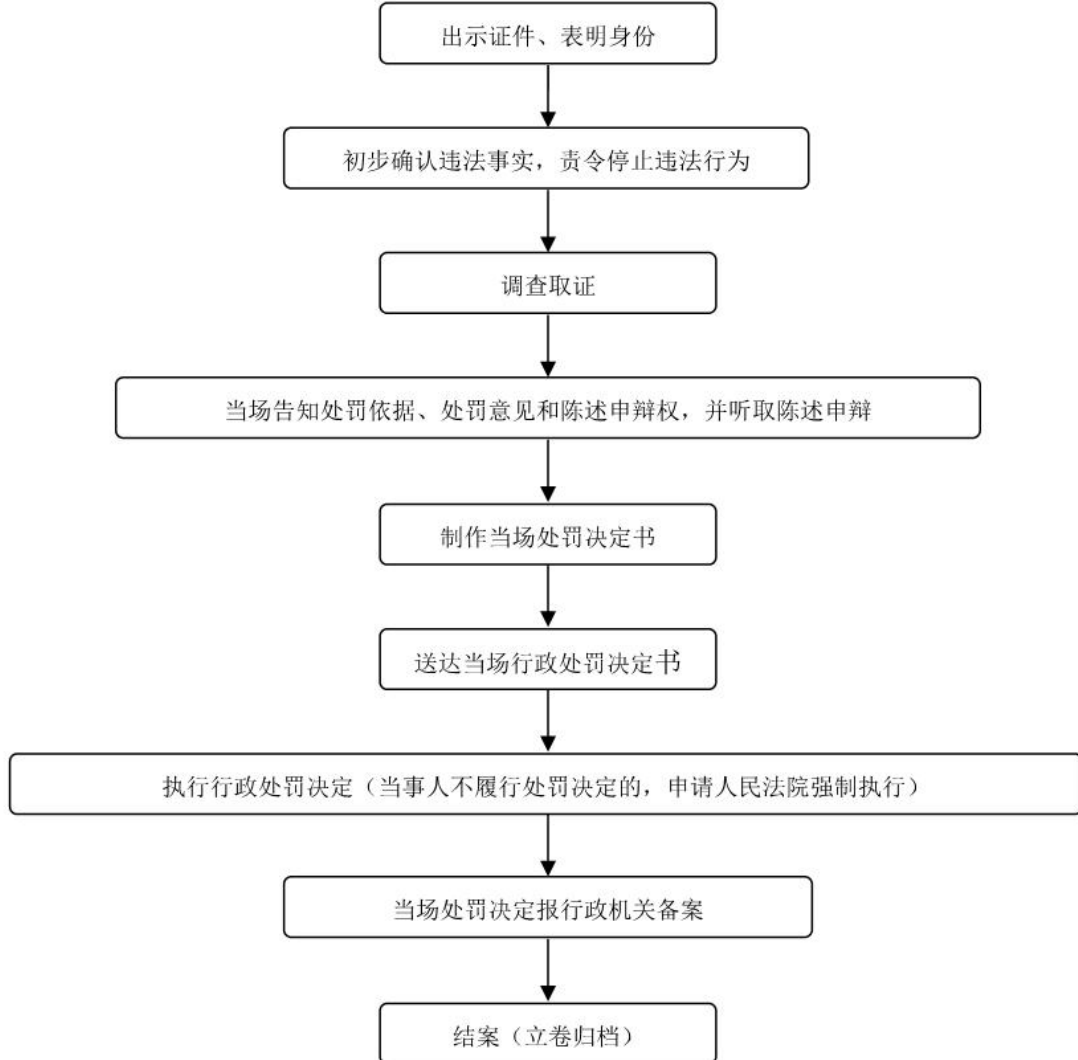 出示证件、表明身份
初步确认违法事实，责令停止违法行为
调查取证
当场告知处罚依据、处罚意见和陈述申辩权，并听取陈述申辩
制作当场处罚决定书
送达当场行政处罚决定书
执行行政处罚决定（当事人不履行处罚决定的，申请人民法院强制执行）
当场处罚决定报行政机关备案
结案（立卷归档）